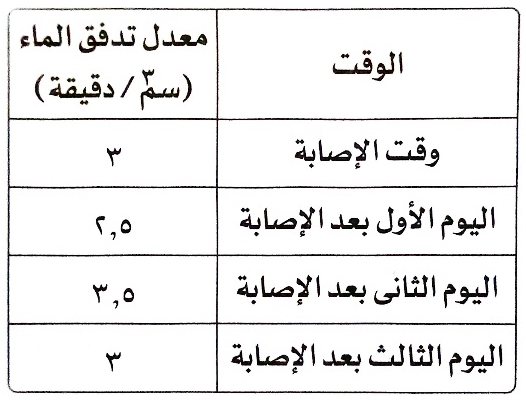 الوقت
معدل تدفق الماء
(سم٣ / دقيقة)
وقت الإصابة
٣
اليوم الأول بعد الإصابة
٢,٥
اليوم الثانى بعد الإصابة
٣,٥
اليوم الثالث بعد الإصابة
٣